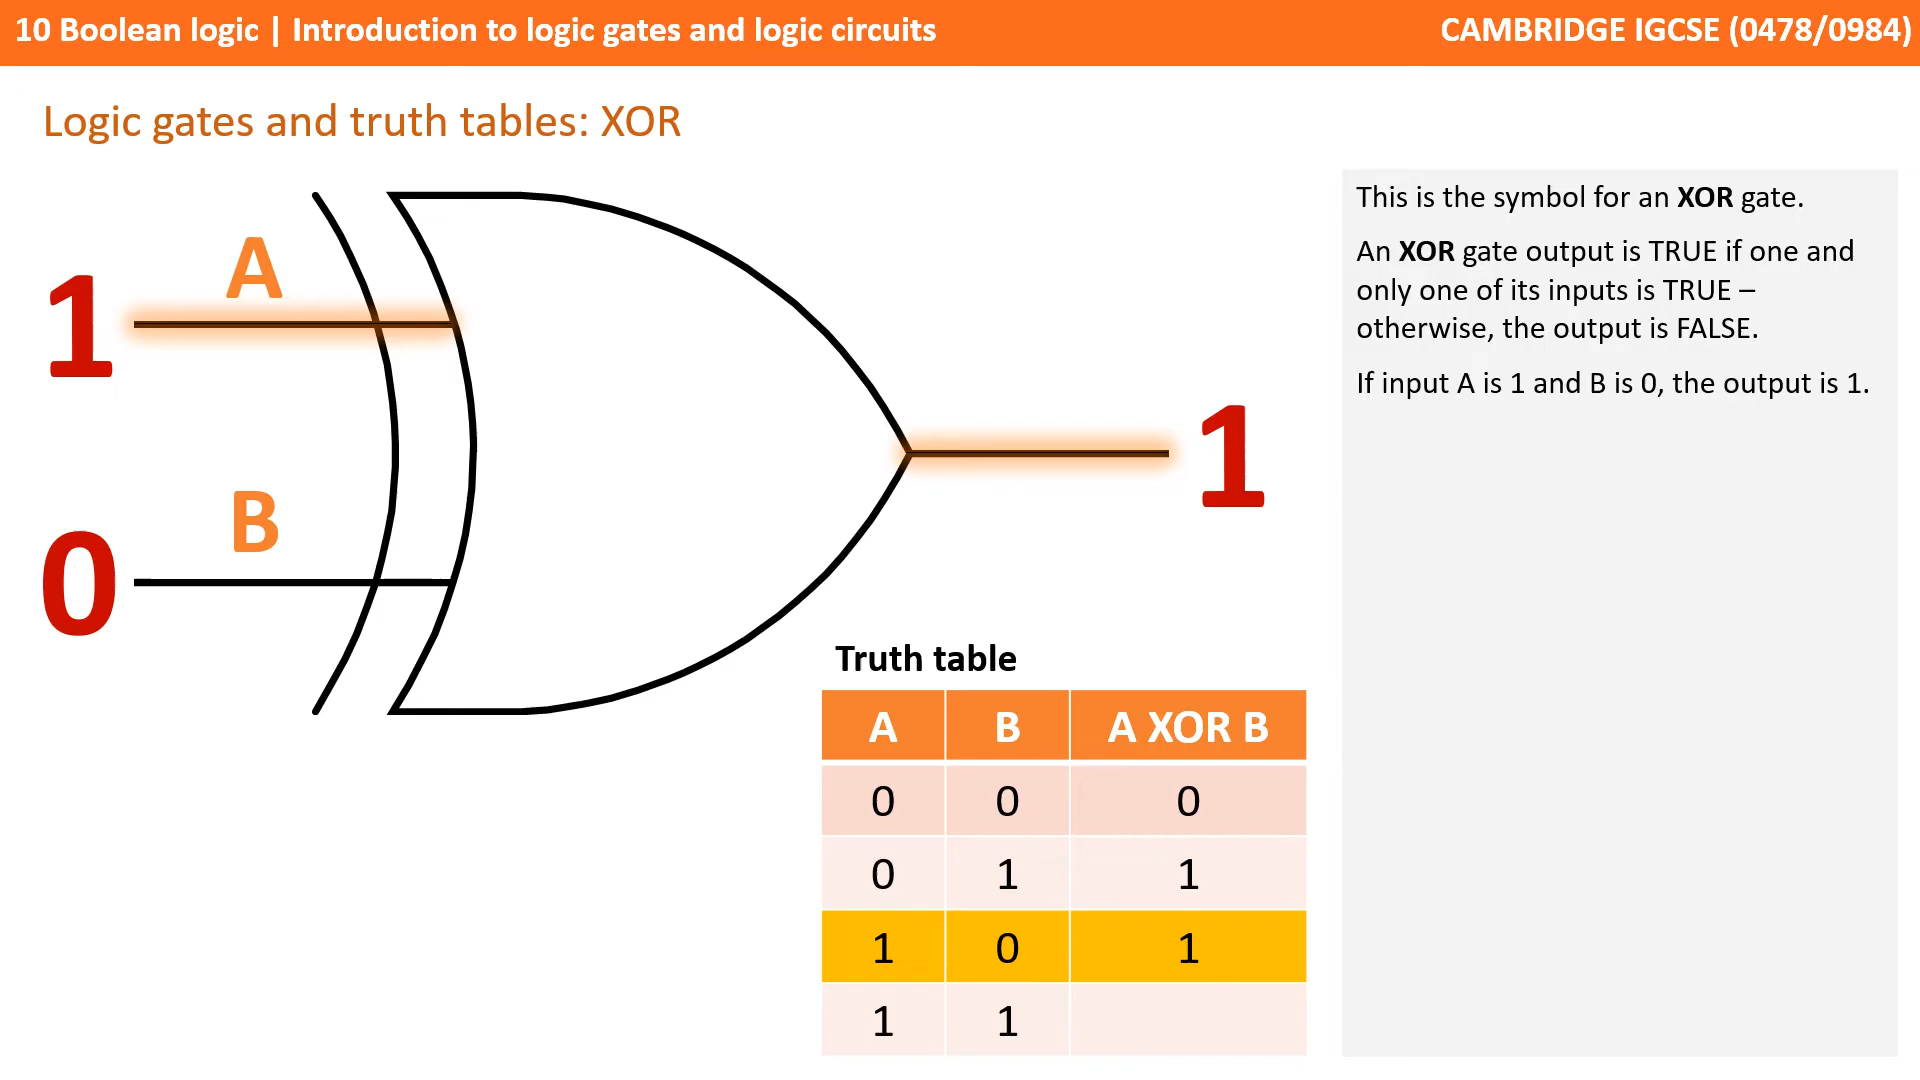 10 Boolean logic | Introduction to logic gates and logic circuits
CAMBRIDGE IGCSE (0478/0984)
Logic gates and truth tables: XOR
A
1
B
0
1
This is the symbol for an XOR gate.
An XOR gate output is TRUE if one and
only one of its inputs is TRUE –
otherwise, the output is FALSE.
If input A is 1 and B is 0, the output is 1.
Truth table
A B A XOR B
0 0 0
0 1 1
1 0 1
1 1